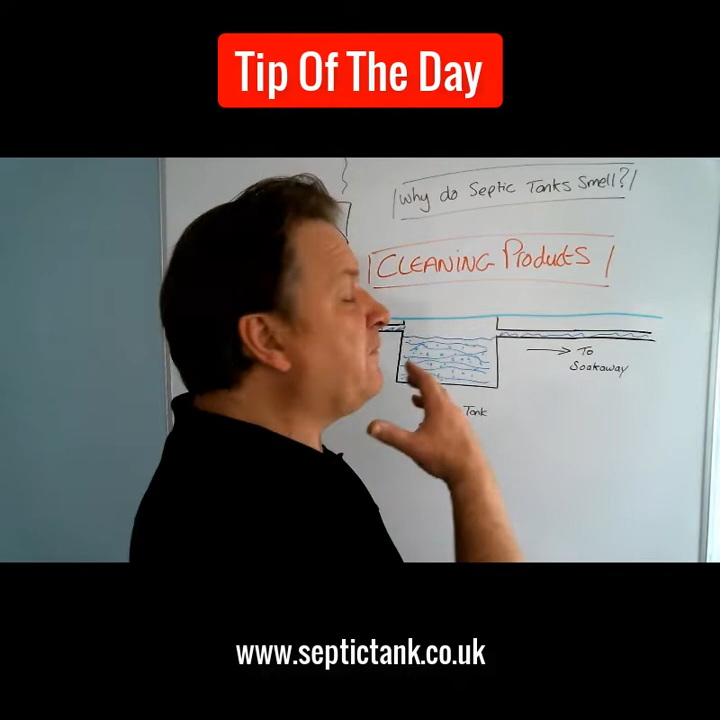 Tip Of The Day
Why do Septic Tanks Smell?
CLEANING Products
To
Soakaway
Tank
www.septictank.co.uk